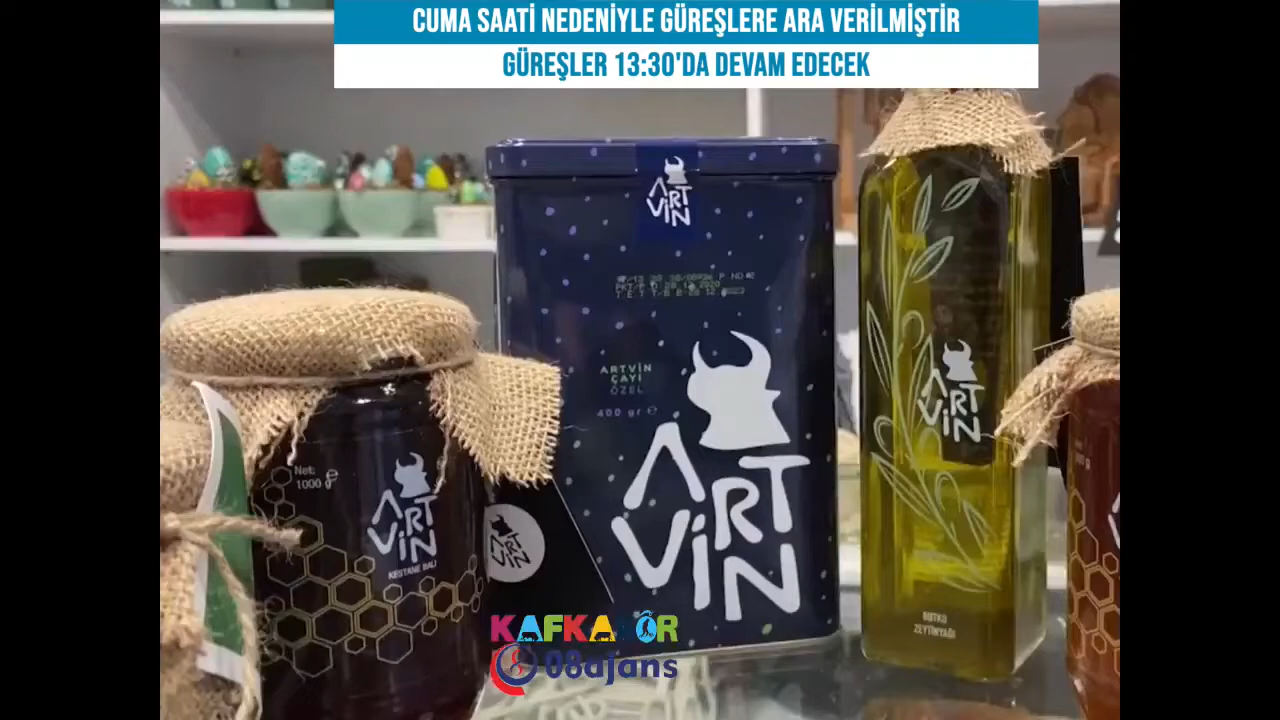 CUMA SAATİ NEDENİYLE GÜREŞLERE ARA VERİLMİŞTİR
GÜREŞLER 13:30'DA DEVAM EDECEK
ARTVİN
ARTVİN
ÇAYI
ÖZEL
400 gr ℮
ARTVİN
Net:
1000 g ℮
ARTVİN
KESTANE BALI
ARTVİN
ARTVİN
BUTKO
ZEYTİNYAĞI
KAFKASÖR
08ajans